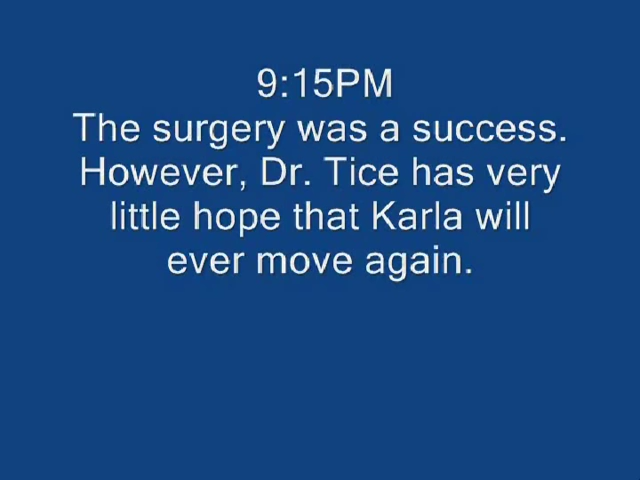 9:15PM
The surgery was a success.
However, Dr. Tice has very
little hope that Karla will
ever move again.